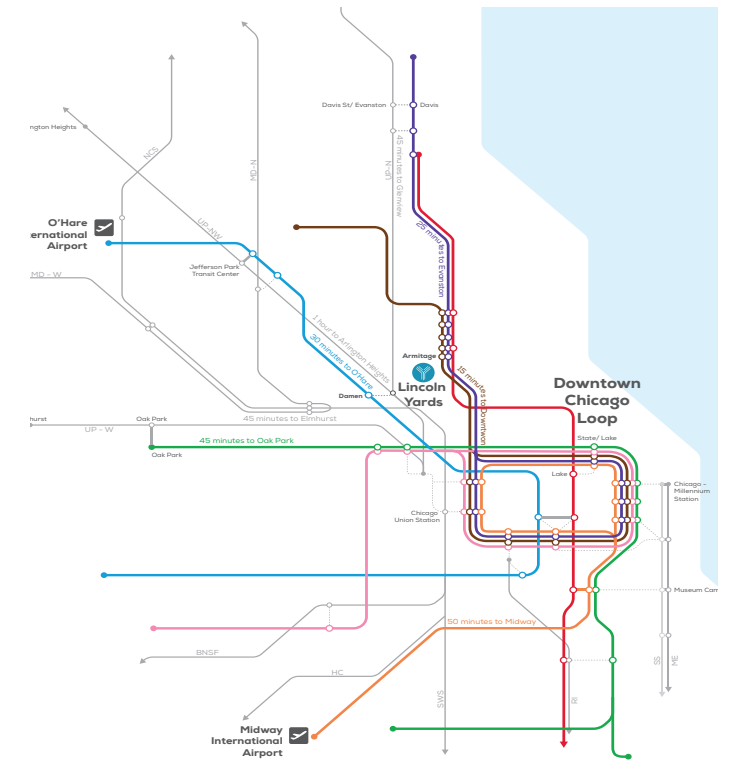 Davis St/ Evanston
Davis
ngton Heights
NCS
MD-N
UP-N
45 minutes to Glenview
O'Hare
ernational
Airport
UP-NW
25 minutes to Evanston
Jefferson Park
Transit Center
MD - W
1 hour to Arlington Heights
30 minutes to O'Hare
Armitage
Lincoln
Yards
15 minutes to Downtown
Downtown
Chicago
Loop
Damen
hurst
Oak Park
45 minutes to Elmhurst
UP - W
State/ Lake
45 minutes to Oak Park
Oak Park
Lake
Chicago -
Millennium
Station
Chicago
Union Station
Museum Cam
50 minutes to Midway
BNSF
HC
SWS
RI
SS
ME
Midway
International
Airport